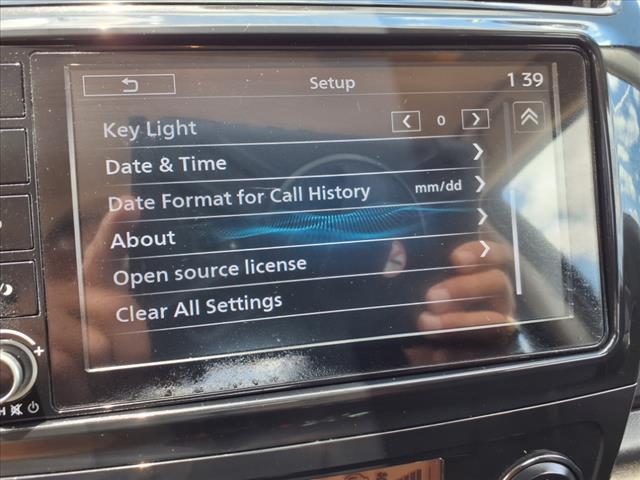 Setup 1 39
Key Light 0
Date & Time
Date Format for Call History mm/dd
About
Open source license
Clear All Settings